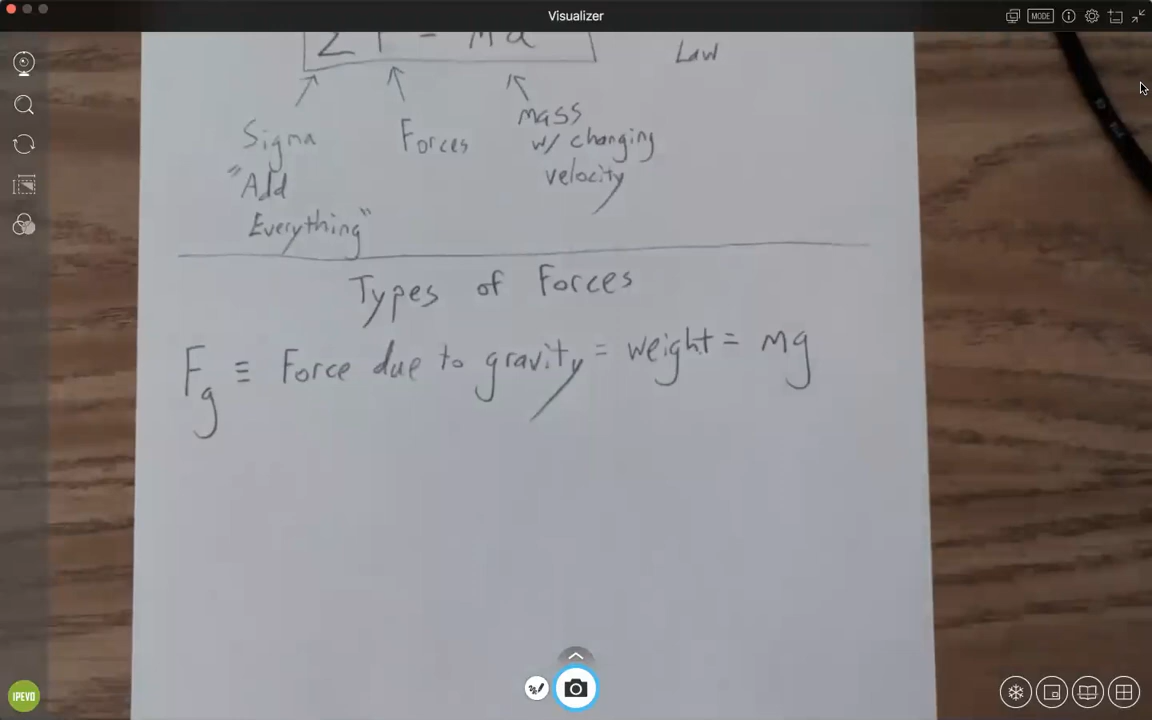 Visualizer
MODE
Σ F = ma
Law
Sigma
"Add
Everything"
Forces
mass
w/ changing
velocity
Types of Forces
Fg ≡ Force due to gravity = weight = mg
IPEVO